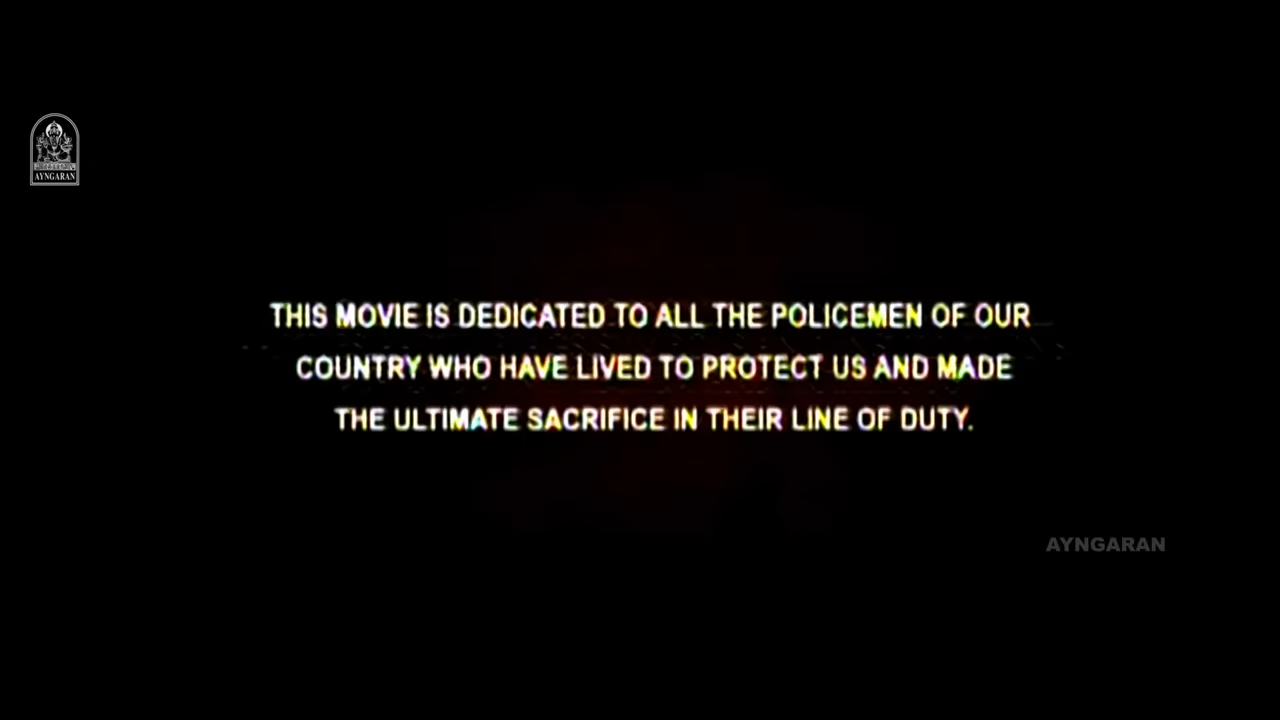 AYNGARAN
THIS MOVIE IS DEDICATED TO ALL THE POLICEMEN OF OUR
COUNTRY WHO HAVE LIVED TO PROTECT US AND MADE
THE ULTIMATE SACRIFICE IN THEIR LINE OF DUTY.
AYNGARAN